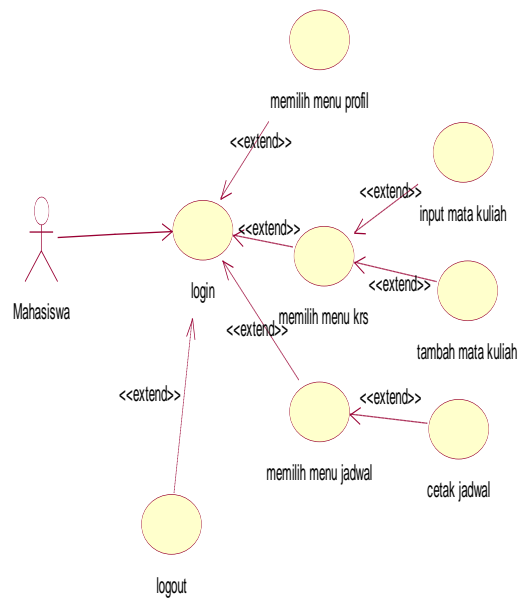 memilih menu profil
<<extend>>
<<extend>>
input mata kuliah
<<extend>>
login
memilih menu krs
<<extend>>
Mahasiswa
<<extend>>
tambah mata kuliah
<<extend>>
<<extend>>
memilih menu jadwal
cetak jadwal
logout